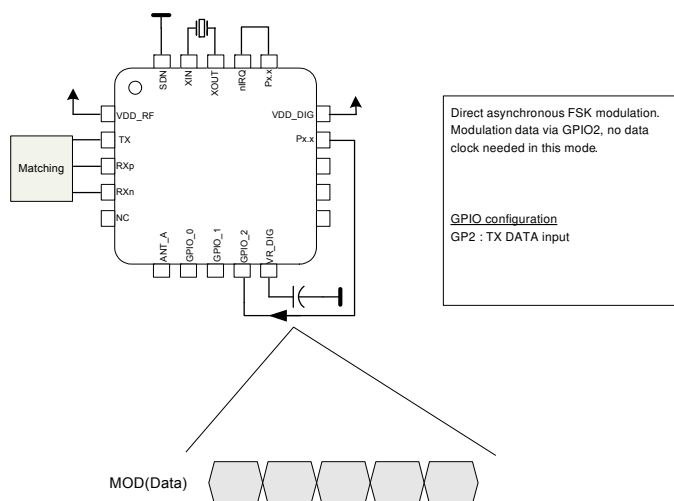 SDN
XIN
XOUT
nIRQ
Px.x
VDD_RF
VDD_DIG
TX
Px.x
Matching
RXp
RXn
NC
ANT_A
GPIO_0
GPIO_1
GPIO_2
VR_DIG
Direct asynchronous FSK modulation.
Modulation data via GPIO2, no data
clock needed in this mode.
GPIO configuration
GP2 : TX DATA input
MOD(Data)